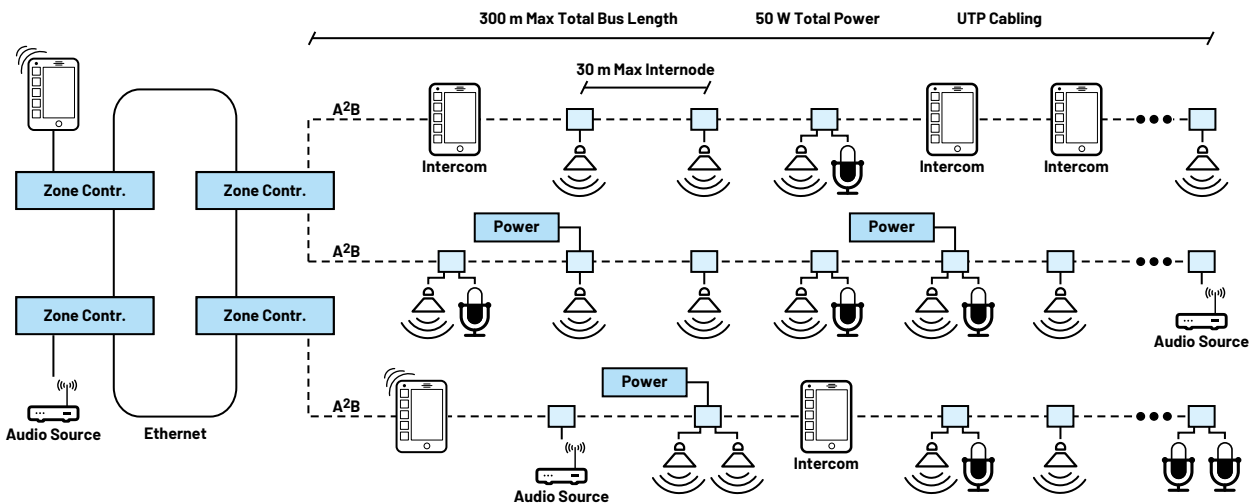 300 m Max Total Bus Length 50 W Total Power UTP Cabling
30 m Max Internode
A²B
Intercom
Intercom
Intercom
Zone Contr.
Zone Contr.
Power
Power
A²B
Zone Contr.
Zone Contr.
Audio Source
Power
A²B
Audio Source
Ethernet
Intercom
Audio Source